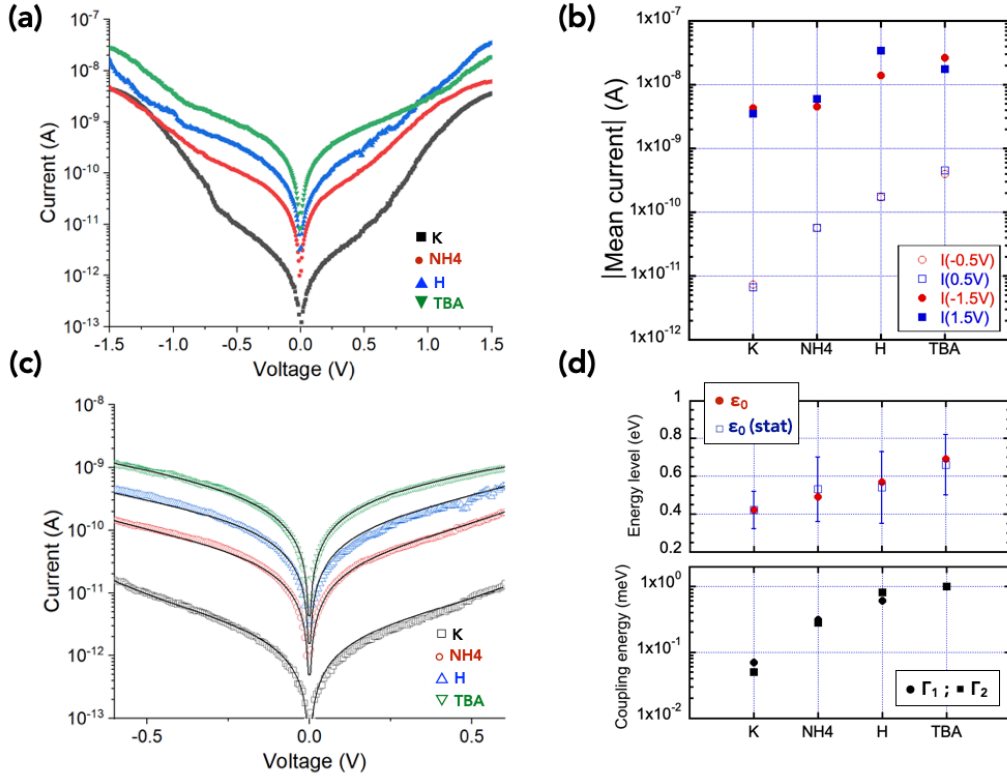 (a)
10⁻⁷
10⁻⁸
10⁻⁹
10⁻¹⁰
10⁻¹¹
10⁻¹²
10⁻¹³
Current (A)
K
NH4
H
TBA
-1.5 -1.0 -0.5 0.0 0.5 1.0 1.5
Voltage (V)
(b)
1x10⁻⁷
1x10⁻⁸
1x10⁻⁹
1x10⁻¹⁰
1x10⁻¹¹
1x10⁻¹²
|Mean current| (A)
I(-0.5V)
I(0.5V)
I(-1.5V)
I(1.5V)
K NH4 H TBA
(c)
10⁻⁸
10⁻⁹
10⁻¹⁰
10⁻¹¹
10⁻¹²
10⁻¹³
Current (A)
K
NH4
H
TBA
-0.5 0.0 0.5
Voltage (V)
(d)
1
0.8
0.6
0.4
0.2
Energy level (eV)
ε₀
ε₀ (stat)
1x10⁰
1x10⁻¹
1x10⁻²
Coupling energy (meV)
Γ₁ ; Γ₂
K NH4 H TBA